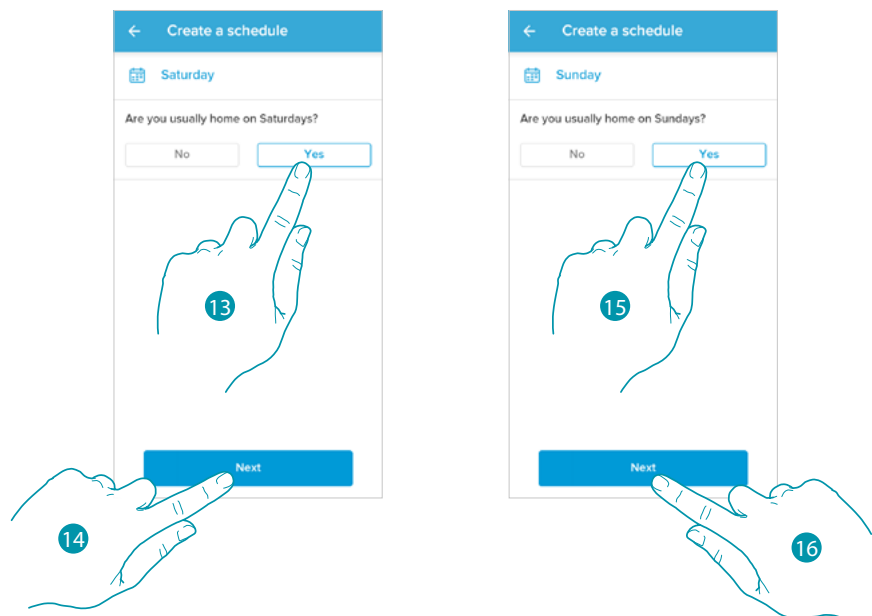 ← Create a schedule
Saturday
Are you usually home on Saturdays?
No Yes
13
Next
14
← Create a schedule
Sunday
Are you usually home on Sundays?
No Yes
15
Next
16